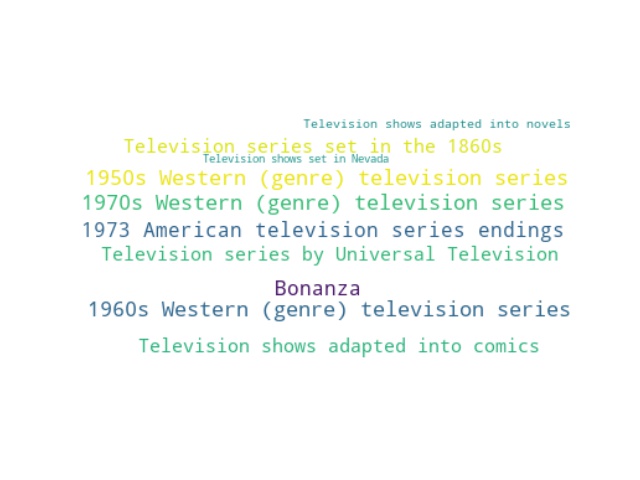 Television shows adapted into novels
Television series set in the 1860s
Television shows set in Nevada
1950s Western (genre) television series
1970s Western (genre) television series
1973 American television series endings
Television series by Universal Television
Bonanza
1960s Western (genre) television series
Television shows adapted into comics